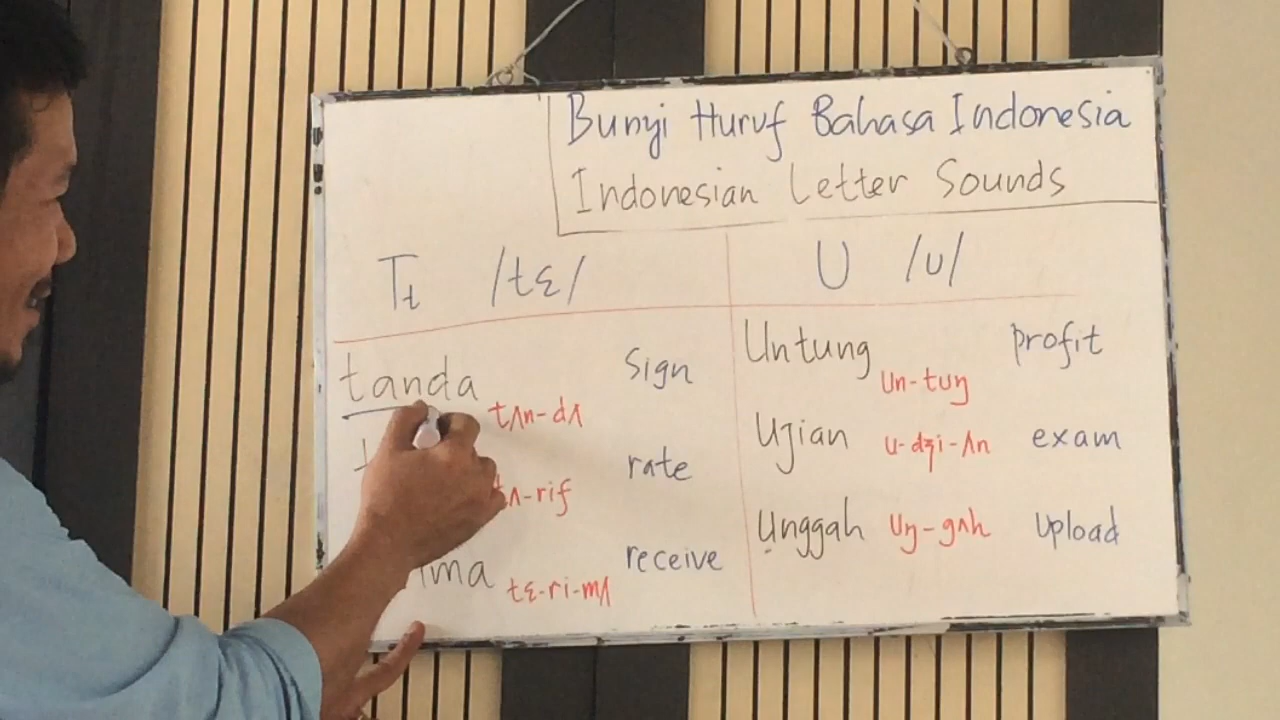 Bunyi Huruf Bahasa Indonesia
Indonesian Letter Sounds
Tt /tɛ/
tanda tʌn-dʌ sign
ʌ-rif rate
ima tɛ-ri-mʌ receive
U /u/
Untung Un-tuŋ profit
Ujian u-dʒi-ʌn exam
Unggah Uŋ-gʌh upload